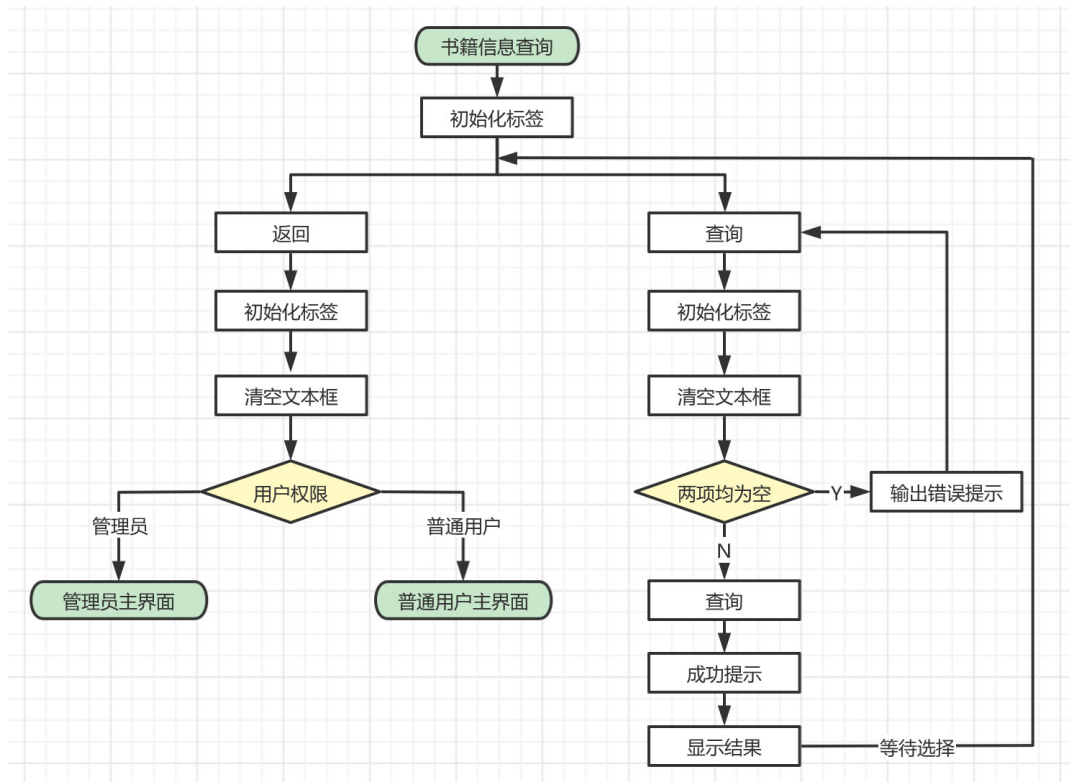 书籍信息查询
初始化标签
返回
查询
初始化标签
初始化标签
清空文本框
清空文本框
用户权限
两项均为空
Y
输出错误提示
管理员
普通用户
N
管理员主界面
普通用户主界面
查询
成功提示
显示结果
等待选择